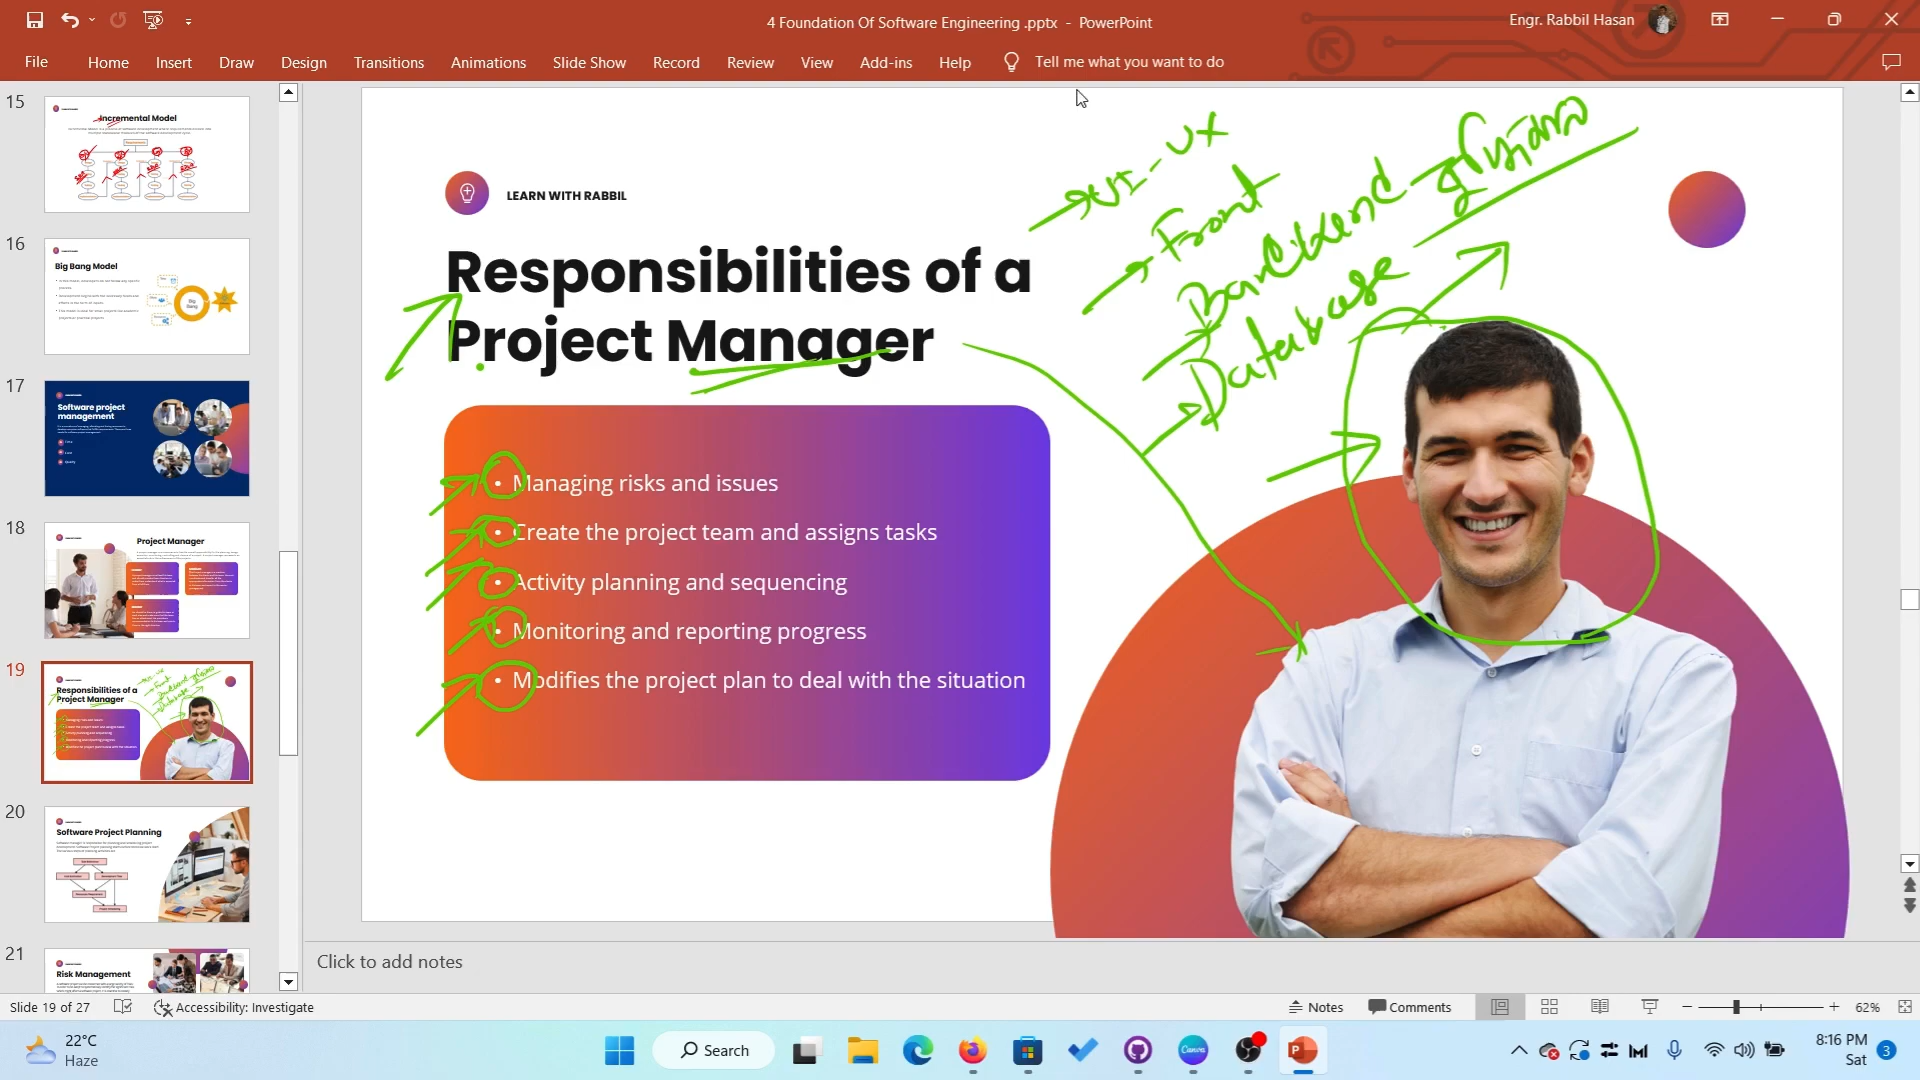 4 Foundation Of Software Engineering .pptx - PowerPoint
Engr. Rabbil Hasan
File Home Insert Draw Design Transitions Animations Slide Show Record Review View Add-ins Help Tell me what you want to do
15
Incremental Model
16
Big Bang Model
17
Software project
management
18
Project Manager
19
Responsibilities of a
Project Manager
20
Software Project Planning
21
Risk Management
LEARN WITH RABBIL
Responsibilities of a
Project Manager
• Managing risks and issues
• Create the project team and assigns tasks
• Activity planning and sequencing
• Monitoring and reporting progress
• Modifies the project plan to deal with the situation
UI - UX
Front
Backend
Database
Click to add notes
Slide 19 of 27 Accessibility: Investigate Notes Comments 62%
22°C
Haze
Search
8:16 PM
Sat
3